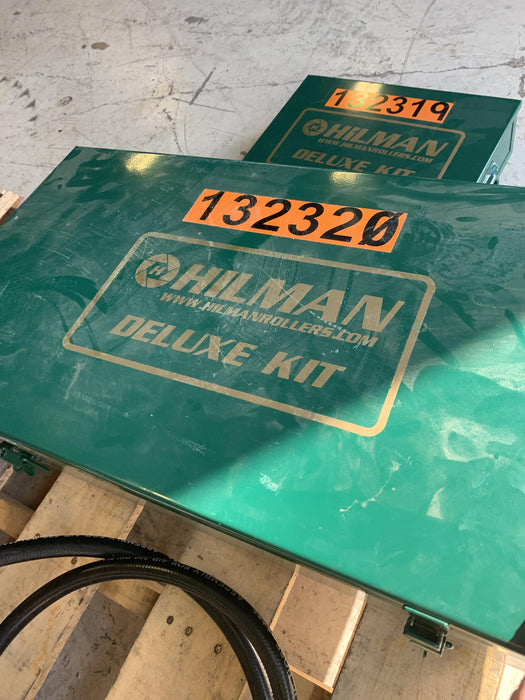 132319
HILMAN
WWW.HILMANROLLERS.COM
DELUXE KIT
132320
H HILMAN
WWW.HILMANROLLERS.COM
DELUXE KIT